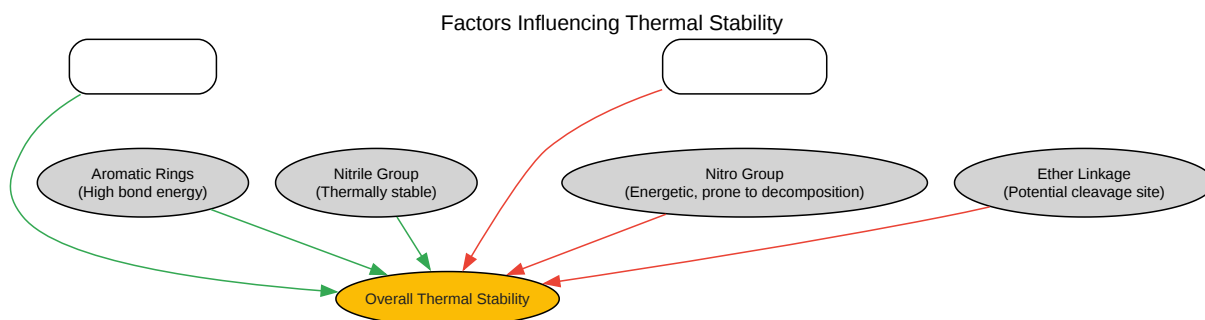 Factors Influencing Thermal Stability
Aromatic Rings
(High bond energy)
Nitrile Group
(Thermally stable)
Nitro Group
(Energetic, prone to decomposition)
Ether Linkage
(Potential cleavage site)
Overall Thermal Stability